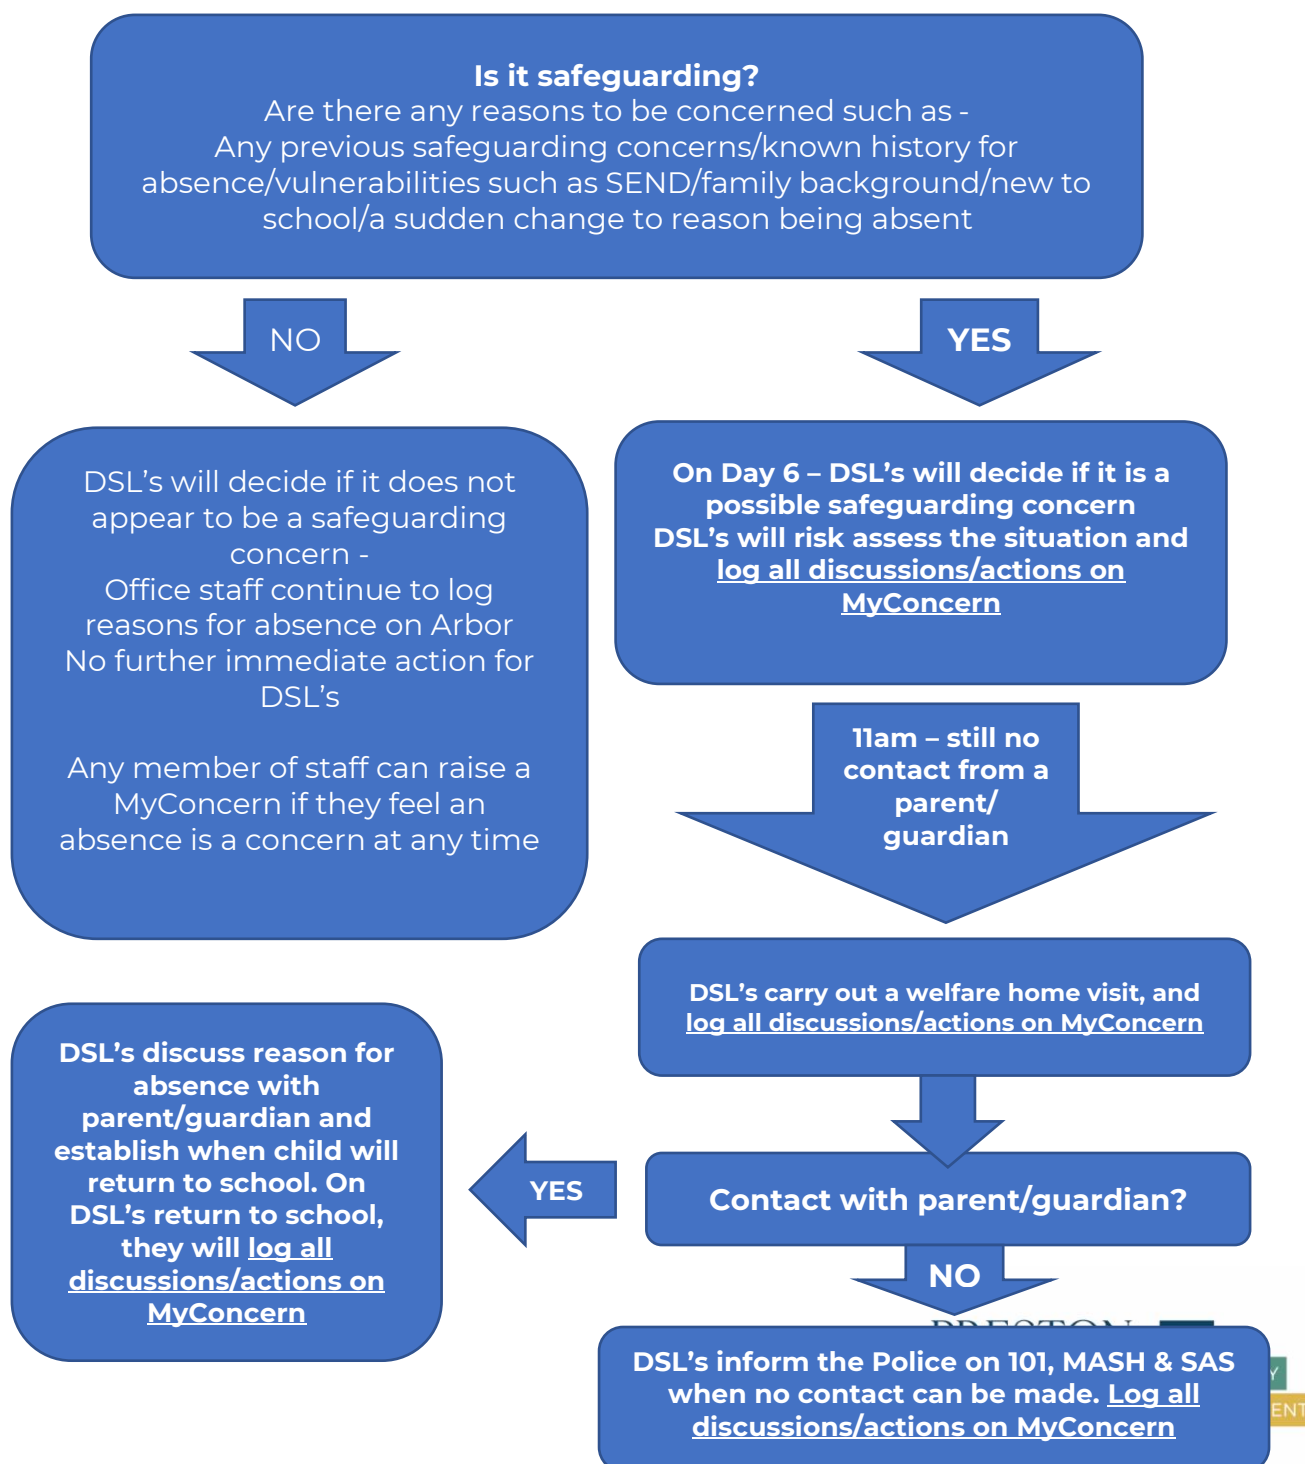 Is it safeguarding?
Are there any reasons to be concerned such as -
Any previous safeguarding concerns/known history for
absence/vulnerabilities such as SEND/family background/new to
school/a sudden change to reason being absent
NO
YES
DSL's will decide if it does not
appear to be a safeguarding
concern -
Office staff continue to log
reasons for absence on Arbor
No further immediate action for
DSL's
Any member of staff can raise a
MyConcern if they feel an
absence is a concern at any time
On Day 6 – DSL's will decide if it is a
possible safeguarding concern
DSL's will risk assess the situation and
log all discussions/actions on
MyConcern
11am – still no
contact from a
parent/
guardian
DSL's carry out a welfare home visit, and
log all discussions/actions on MyConcern
Contact with parent/guardian?
YES
DSL's discuss reason for
absence with
parent/guardian and
establish when child will
return to school. On
DSL's return to school,
they will log all
discussions/actions on
MyConcern
NO
PRESTON
DSL's inform the Police on 101, MASH & SAS
when no contact can be made. Log all
discussions/actions on MyConcern
Y
ENT